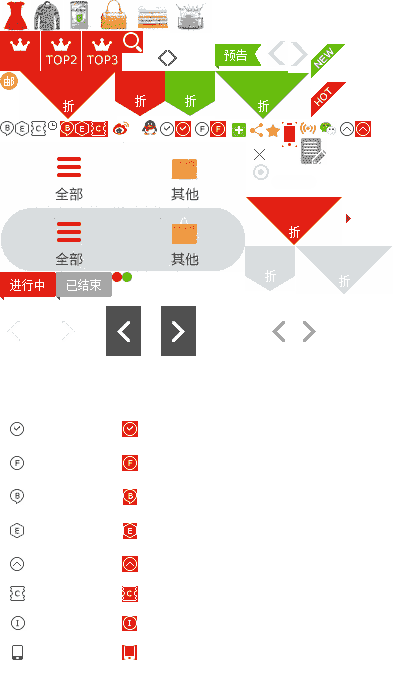 TOP2 TOP3
预告
NEW
邮
HOT
折 折 折 折
B E C B E C F F
全部 其他
全部 其他
折
折 折
进行中 已结束
F F
B B
E E
C C
I I